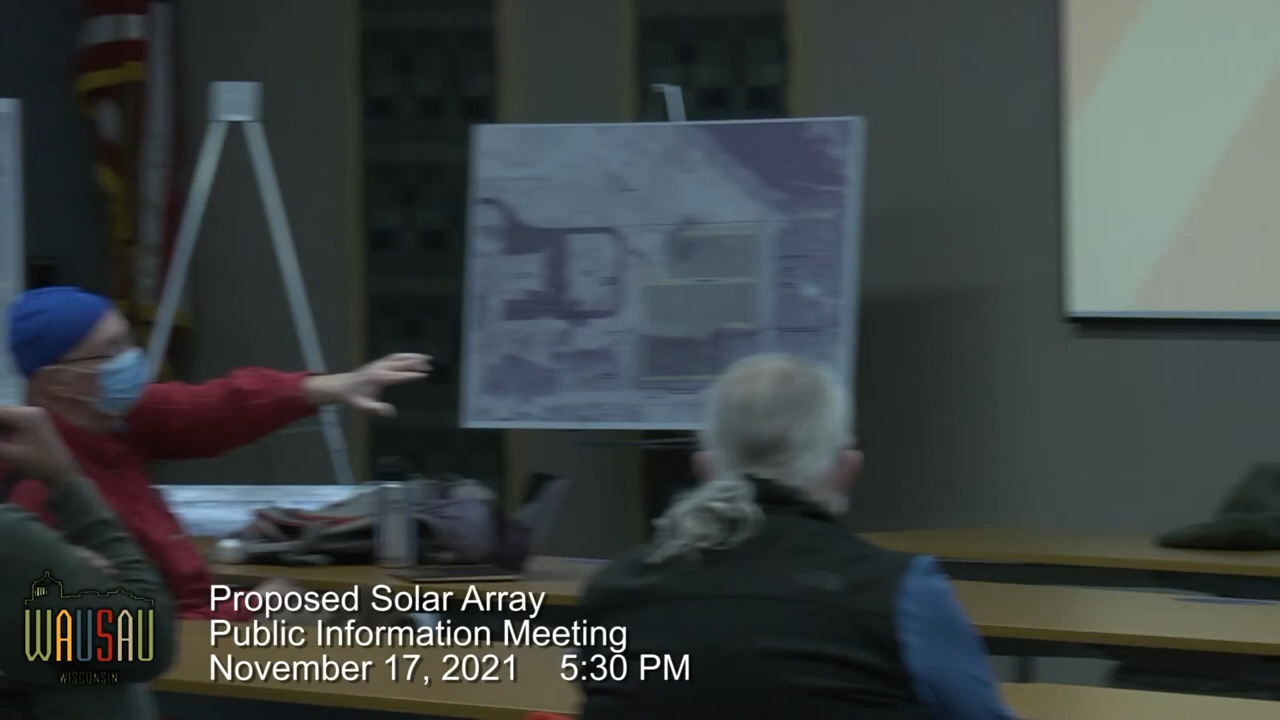 WAUSAU
WISCONSIN
Proposed Solar Array
Public Information Meeting
November 17, 2021 5:30 PM